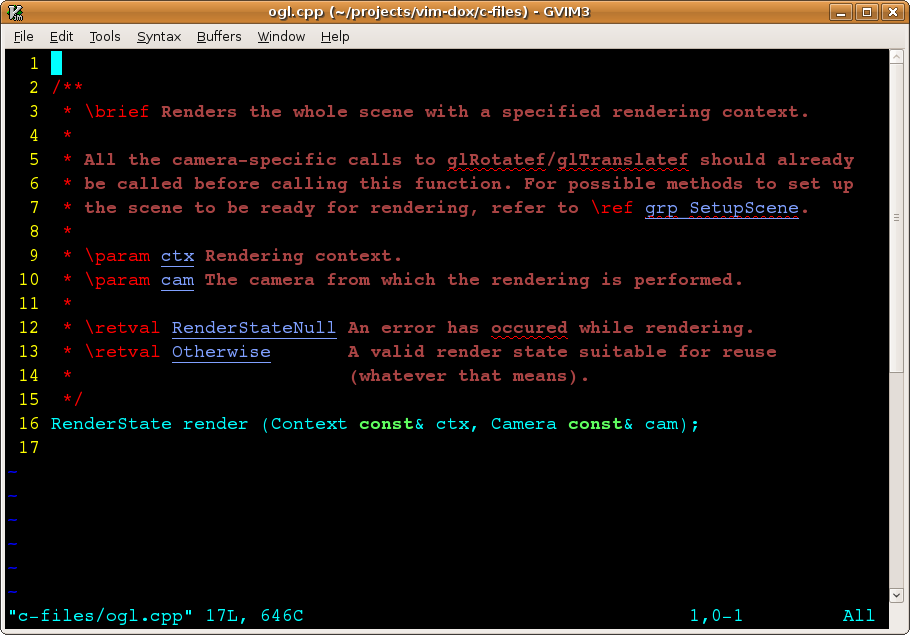 ogl.cpp (~/projects/vim-dox/c-files) - GVIM3
File Edit Tools Syntax Buffers Window Help
1
2 /**
3  * \brief Renders the whole scene with a specified rendering context.
4  *
5  * All the camera-specific calls to glRotatef/glTranslatef should already
6  * be called before calling this function. For possible methods to set up
7  * the scene to be ready for rendering, refer to \ref grp_SetupScene.
8  *
9  * \param ctx Rendering context.
10  * \param cam The camera from which the rendering is performed.
11  *
12  * \retval RenderStateNull An error has occured while rendering.
13  * \retval Otherwise       A valid render state suitable for reuse
14  *                         (whatever that means).
15  */
16 RenderState render (Context const& ctx, Camera const& cam);
17
~
~
~
~
~
~
"c-files/ogl.cpp" 17L, 646C 1,0-1 All